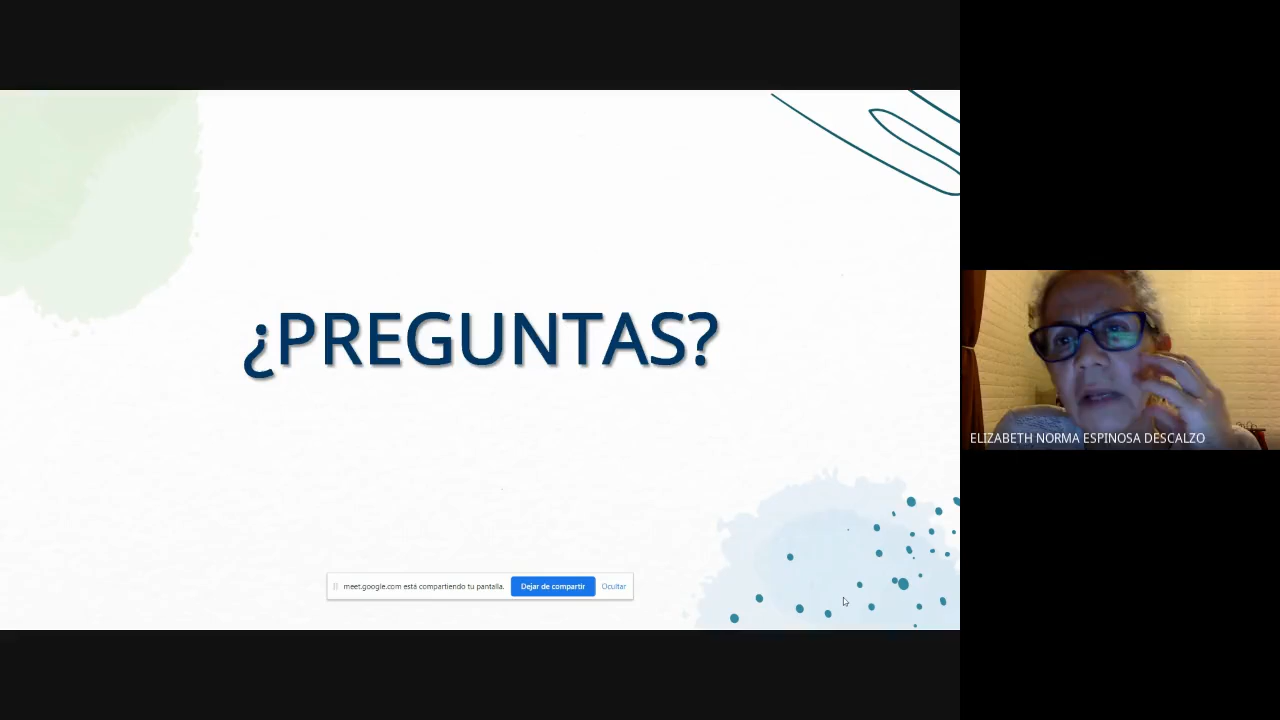 ¿PREGUNTAS?
meet.google.com está compartiendo tu pantalla.
Dejar de compartir
Ocultar
ELIZABETH NORMA ESPINOSA DESCALZO